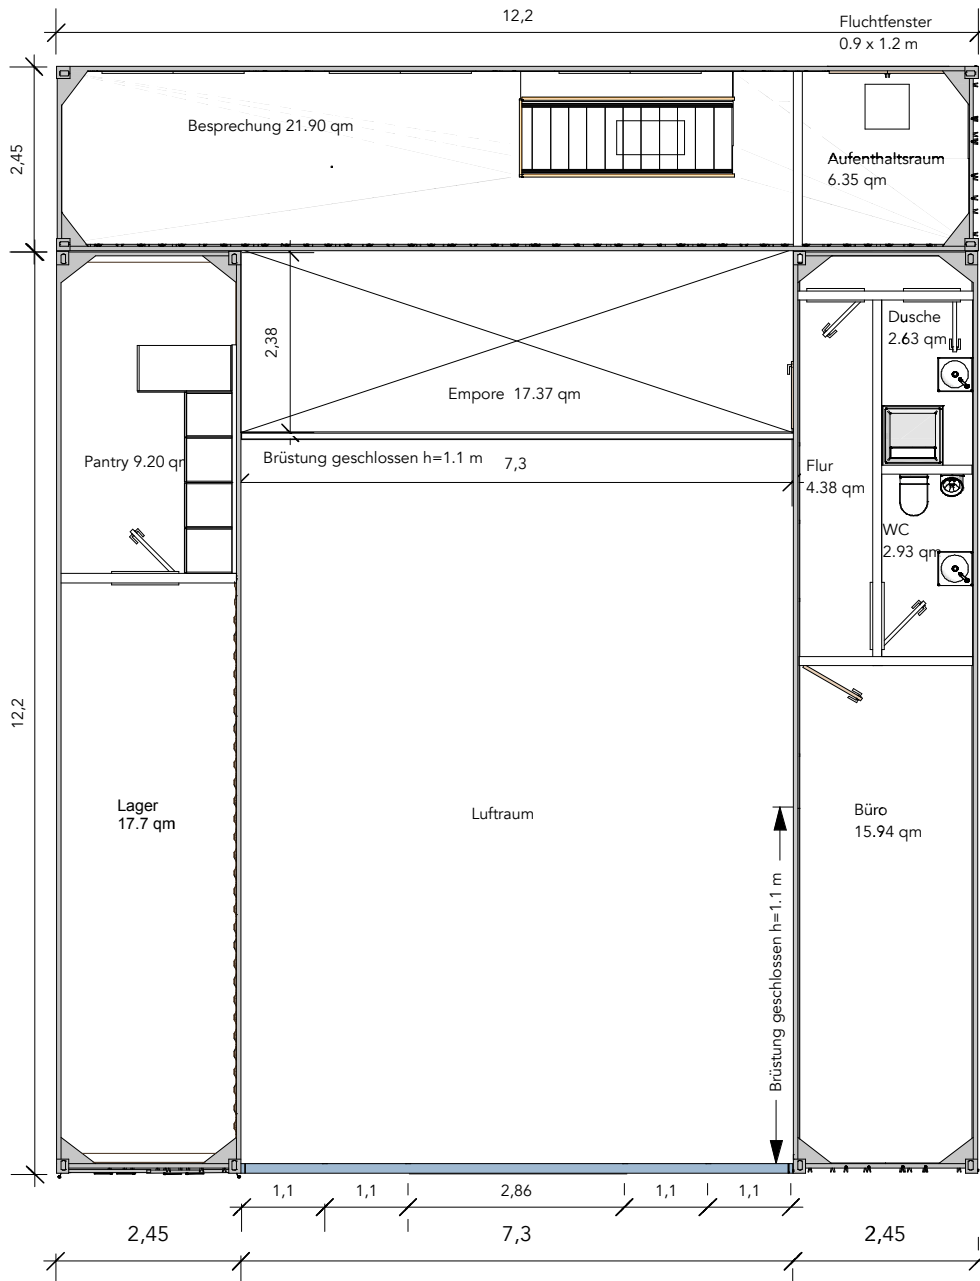 12,2
Fluchtfenster
0.9 x 1.2 m
2,45
Besprechung 21.90 qm
Aufenthaltsraum
6.35 qm
2,38
Empore 17.37 qm
Dusche
2.63 qm
Brüstung geschlossen h=1.1 m
7,3
Pantry 9.20 qr
Flur
4.38 qm
WC
2.93 qm
12,2
Lager
17.7 qm
Luftraum
Büro
15.94 qm
Brüstung geschlossen h=1.1 m
1,1
1,1
2,86
1,1
1,1
2,45
7,3
2,45